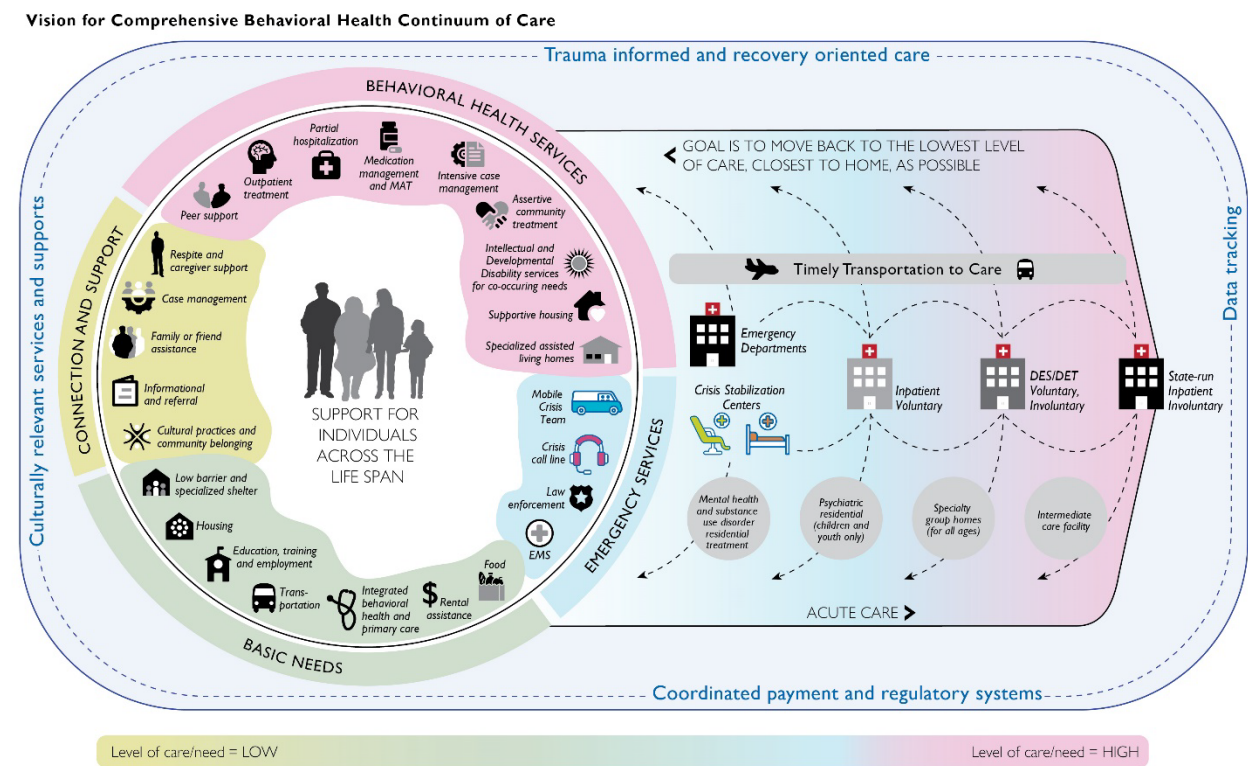 Vision for Comprehensive Behavioral Health Continuum of Care
Trauma informed and recovery oriented care
Culturally relevant services and supports
Data tracking
Coordinated payment and regulatory systems
BEHAVIORAL HEALTH SERVICES
Peer support
Outpatient
treatment
Partial
hospitalization
Medication
management
and MAT
Intensive case
management
Assertive
community
treatment
Intellectual and
Developmental
Disability services
for co-occuring needs
Supportive housing
Specialized assisted
living homes
CONNECTION AND SUPPORT
Respite and
caregiver support
Case management
Family or friend
assistance
Informational
and referral
Cultural practices and
community belonging
SUPPORT FOR
INDIVIDUALS
ACROSS THE
LIFE SPAN
EMERGENCY SERVICES
Mobile
Crisis
Team
Crisis
call line
Law
enforcement
EMS
BASIC NEEDS
Low barrier and
specialized shelter
Housing
Education, training
and employment
Trans-
portation
Integrated
behavioral
health and
primary care
$ Rental
assistance
Food
< GOAL IS TO MOVE BACK TO THE LOWEST LEVEL
OF CARE, CLOSEST TO HOME, AS POSSIBLE
Timely Transportation to Care
Emergency
Departments
Crisis Stabilization
Centers
Inpatient
Voluntary
DES/DET
Voluntary,
Involuntary
State-run
Inpatient
Involuntary
Mental health
and substance
use disorder
residential
treatment
Psychiatric
residential
(children and
youth only)
Specialty
group homes
(for all ages)
Intermediate
care facility
ACUTE CARE >
Level of care/need = LOW
Level of care/need = HIGH